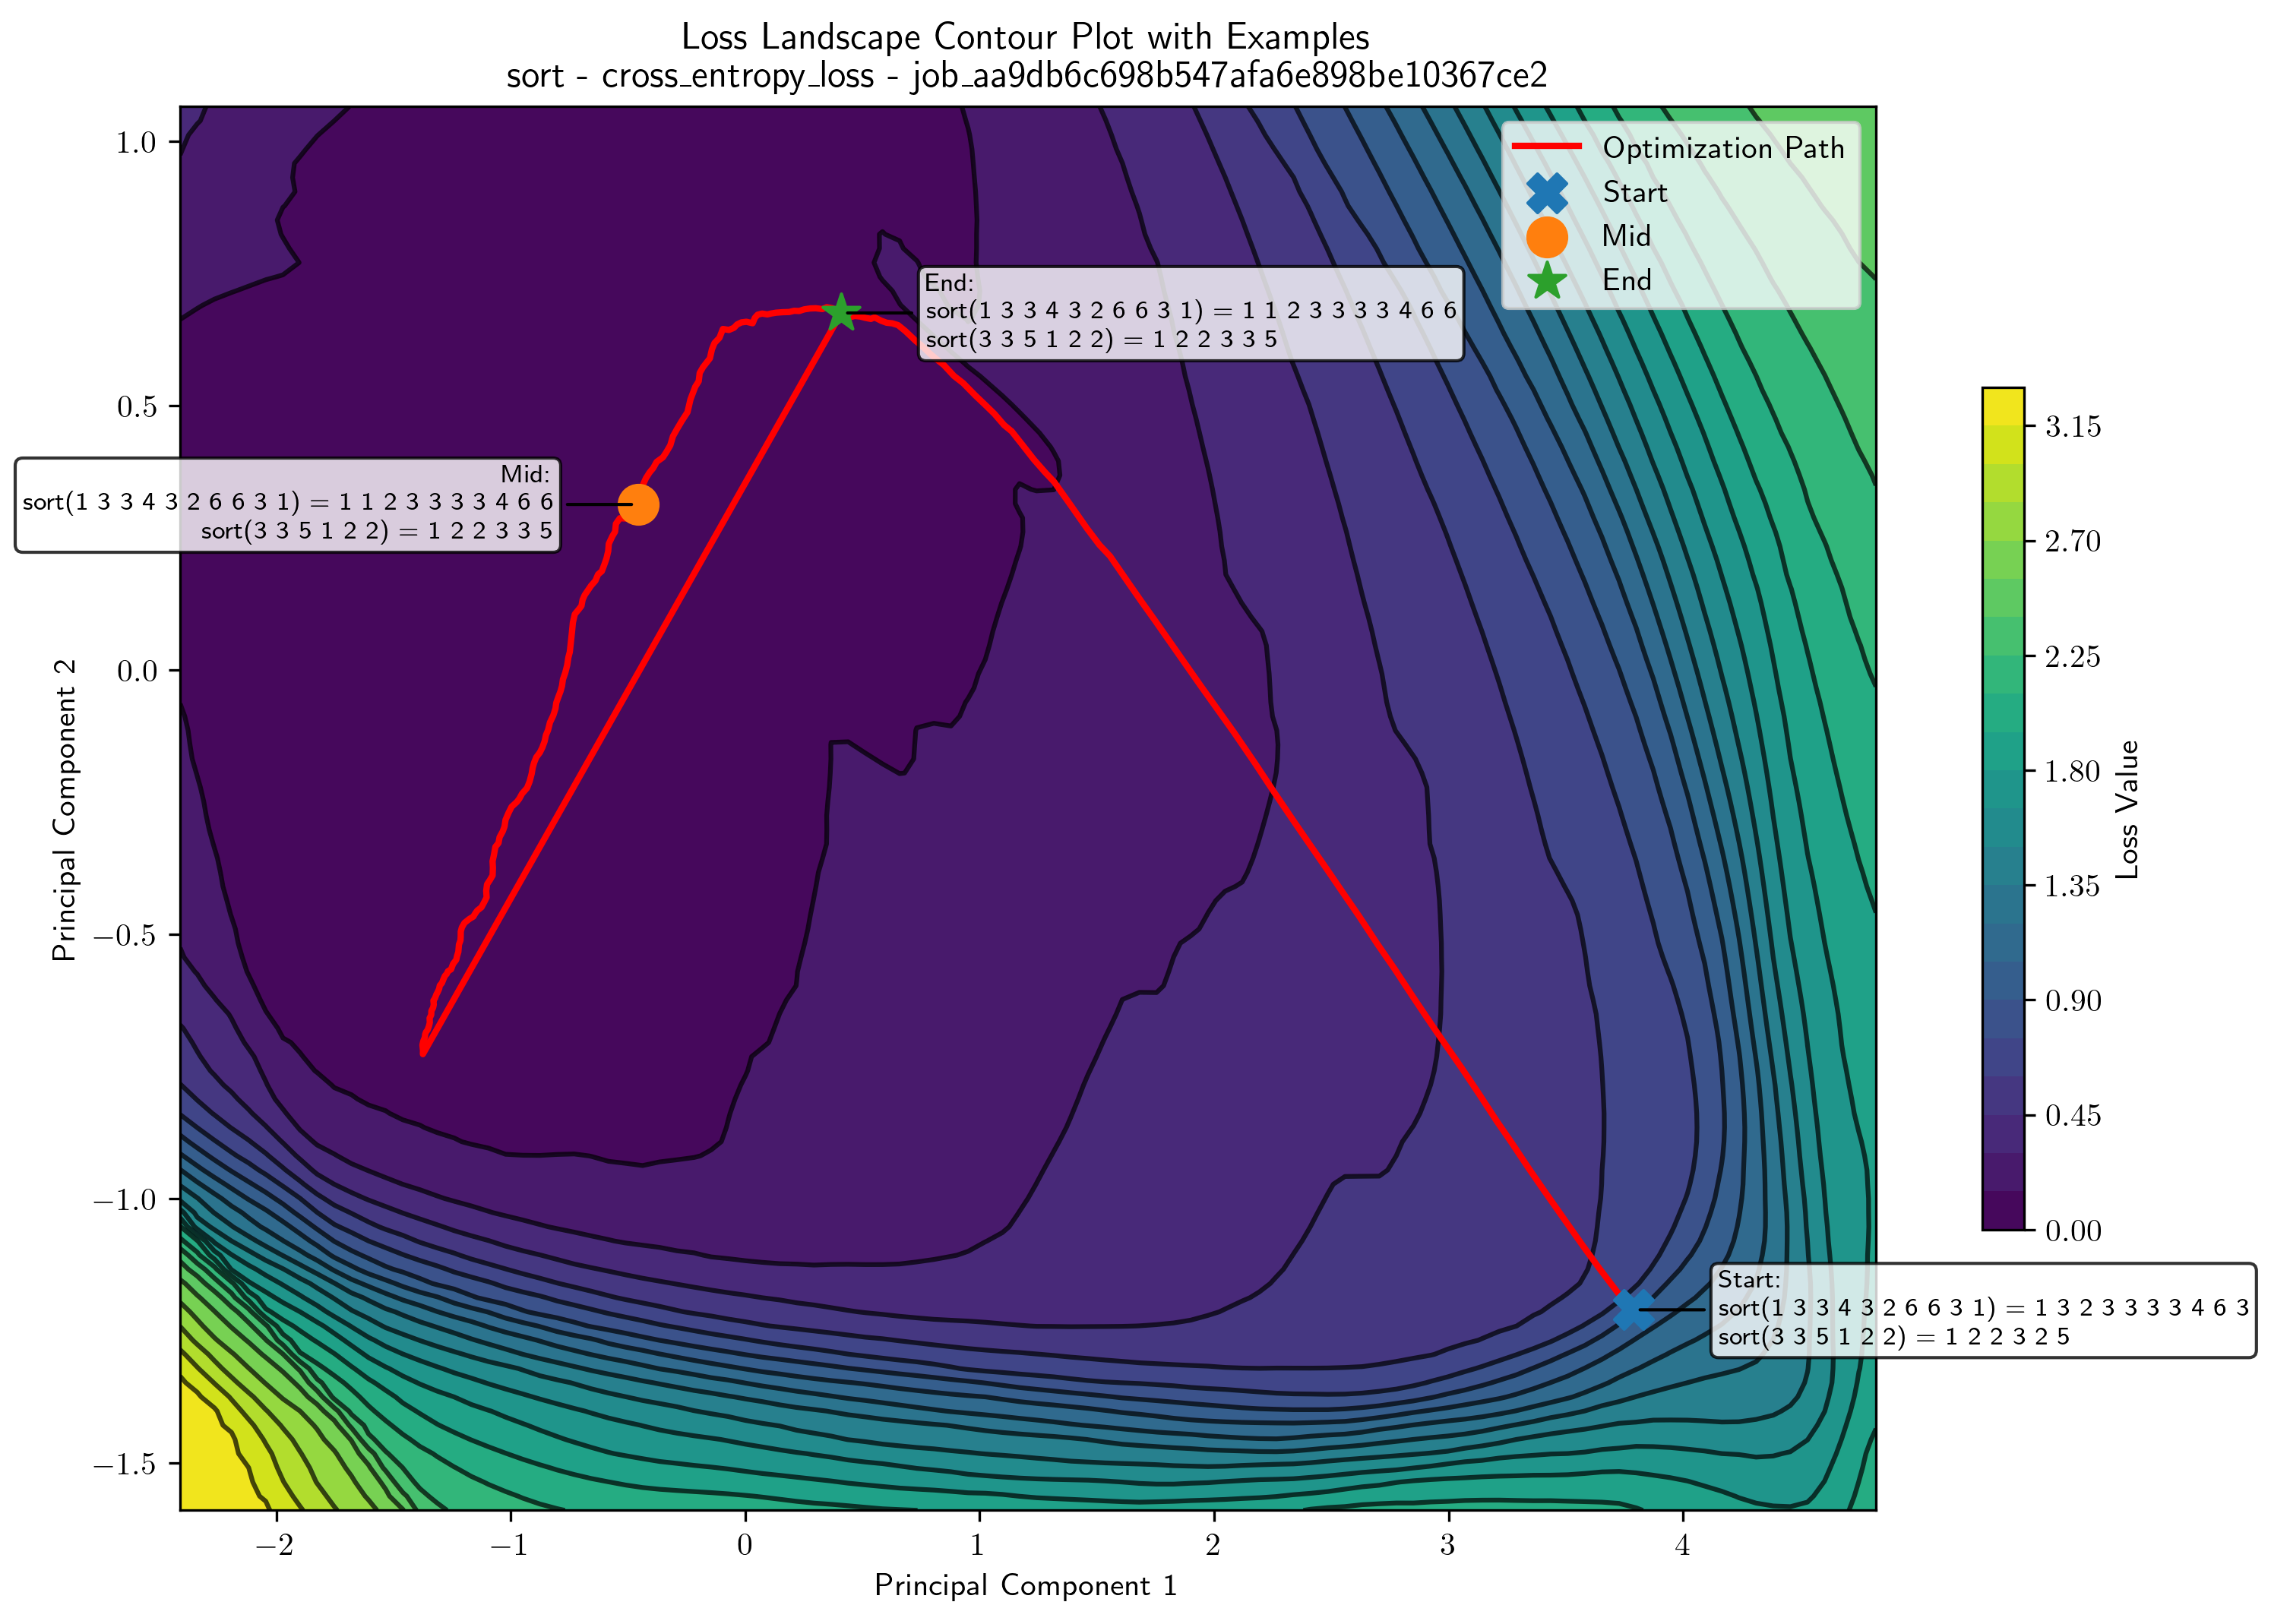 Loss Landscape Contour Plot with Examples
sort - cross_entropy_loss - job_aa9db6c698b547afa6e898be10367ce2
Optimization Path
Start
Mid
End
End:
sort(1 3 3 4 3 2 6 6 3 1) = 1 1 2 3 3 3 3 4 6 6
sort(3 3 5 1 2 2) = 1 2 2 3 3 5
Mid:
sort(1 3 3 4 3 2 6 6 3 1) = 1 1 2 3 3 3 3 4 6 6
sort(3 3 5 1 2 2) = 1 2 2 3 3 5
Start:
sort(1 3 3 4 3 2 6 6 3 1) = 1 3 2 3 3 3 3 4 6 3
sort(3 3 5 1 2 2) = 1 2 2 3 2 5
1.0
0.5
0.0
−0.5
−1.0
−1.5
Principal Component 2
−2
−1
0
1
2
3
4
Principal Component 1
3.15
2.70
2.25
1.80
1.35
0.90
0.45
0.00
Loss Value